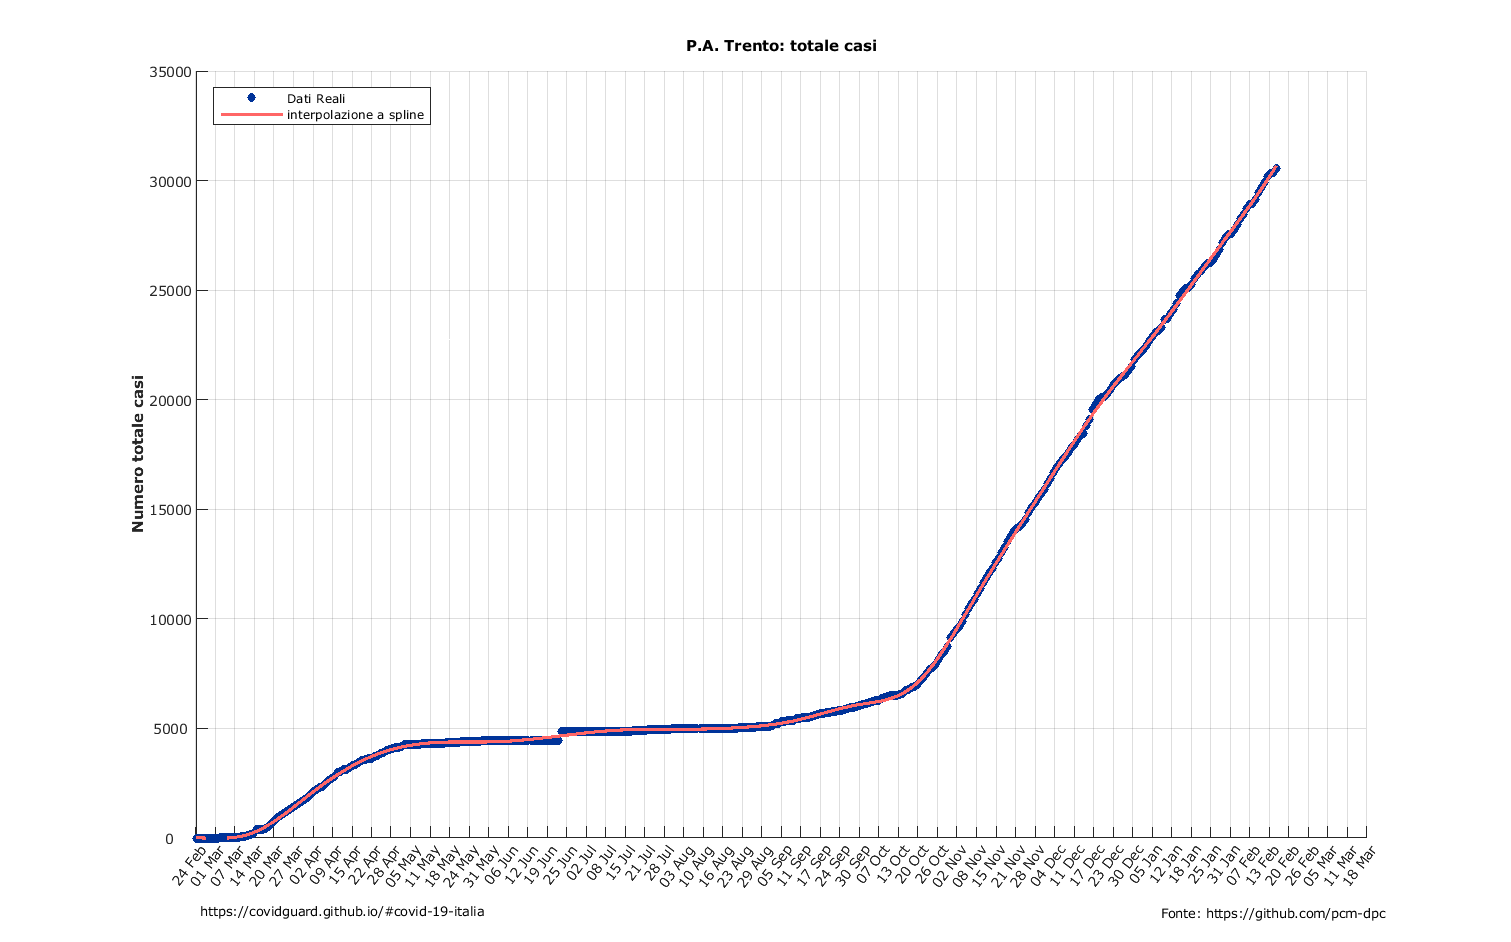 P.A. Trento: totale casi
35000
Dati Reali
interpolazione a spline
30000
25000
20000
Numero totale casi
15000
10000
5000
0
24 Feb
01 Mar
07 Mar
14 Mar
20 Mar
27 Mar
02 Apr
09 Apr
15 Apr
22 Apr
28 Apr
05 May
11 May
18 May
24 May
31 May
06 Jun
12 Jun
19 Jun
25 Jun
02 Jul
08 Jul
15 Jul
21 Jul
28 Jul
03 Aug
10 Aug
16 Aug
23 Aug
29 Aug
05 Sep
11 Sep
17 Sep
24 Sep
30 Sep
07 Oct
13 Oct
20 Oct
26 Oct
02 Nov
08 Nov
15 Nov
21 Nov
28 Nov
04 Dec
11 Dec
17 Dec
23 Dec
30 Dec
05 Jan
12 Jan
18 Jan
25 Jan
31 Jan
07 Feb
13 Feb
20 Feb
26 Feb
05 Mar
11 Mar
18 Mar
https://covidguard.github.io/#covid-19-italia
Fonte: https://github.com/pcm-dpc